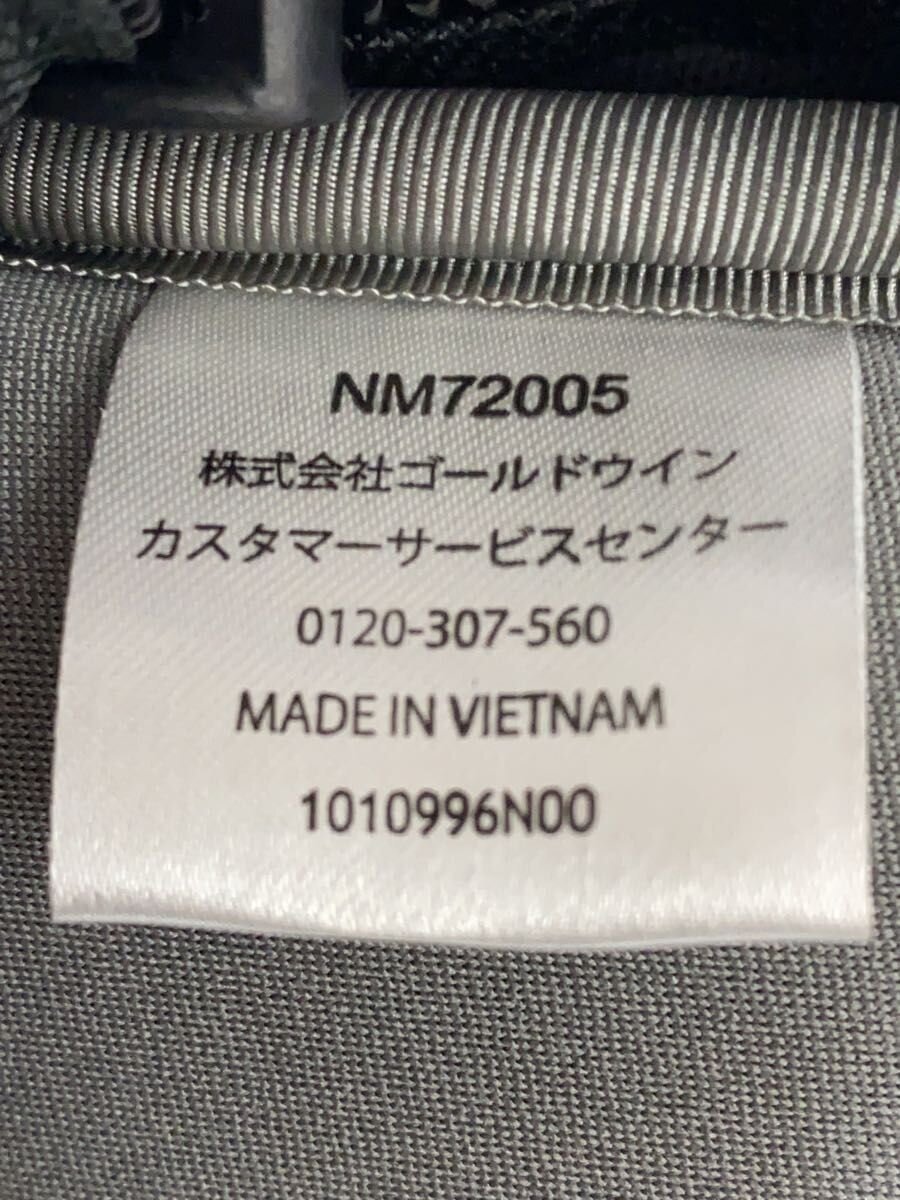 NM72005
株式会社ゴールドウイン
カスタマーサービスセンター
0120-307-560
MADE IN VIETNAM
1010996N00